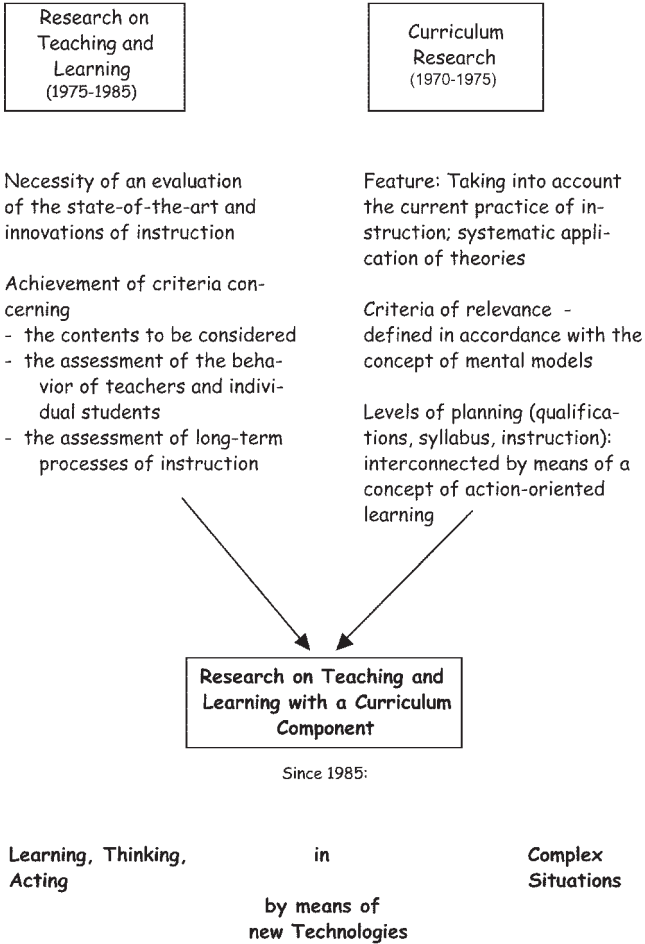 Research on
Teaching and
Learning
(1975-1985)
Curriculum
Research
(1970-1975)
Necessity of an evaluation
of the state-of-the-art and
innovations of instruction
Achievement of criteria con-
cerning
- the contents to be considered
- the assessment of the beha-
vior of teachers and indivi-
dual students
- the assessment of long-term
processes of instruction
Feature: Taking into account
the current practice of in-
struction; systematic appli-
cation of theories
Criteria of relevance -
defined in accordance with the
concept of mental models
Levels of planning (qualifica-
tions, syllabus, instruction):
interconnected by means of a
concept of action-oriented
learning
Research on Teaching and
Learning with a Curriculum
Component
Since 1985:
Learning, Thinking,
Acting
in
Complex
Situations
by means of
new Technologies